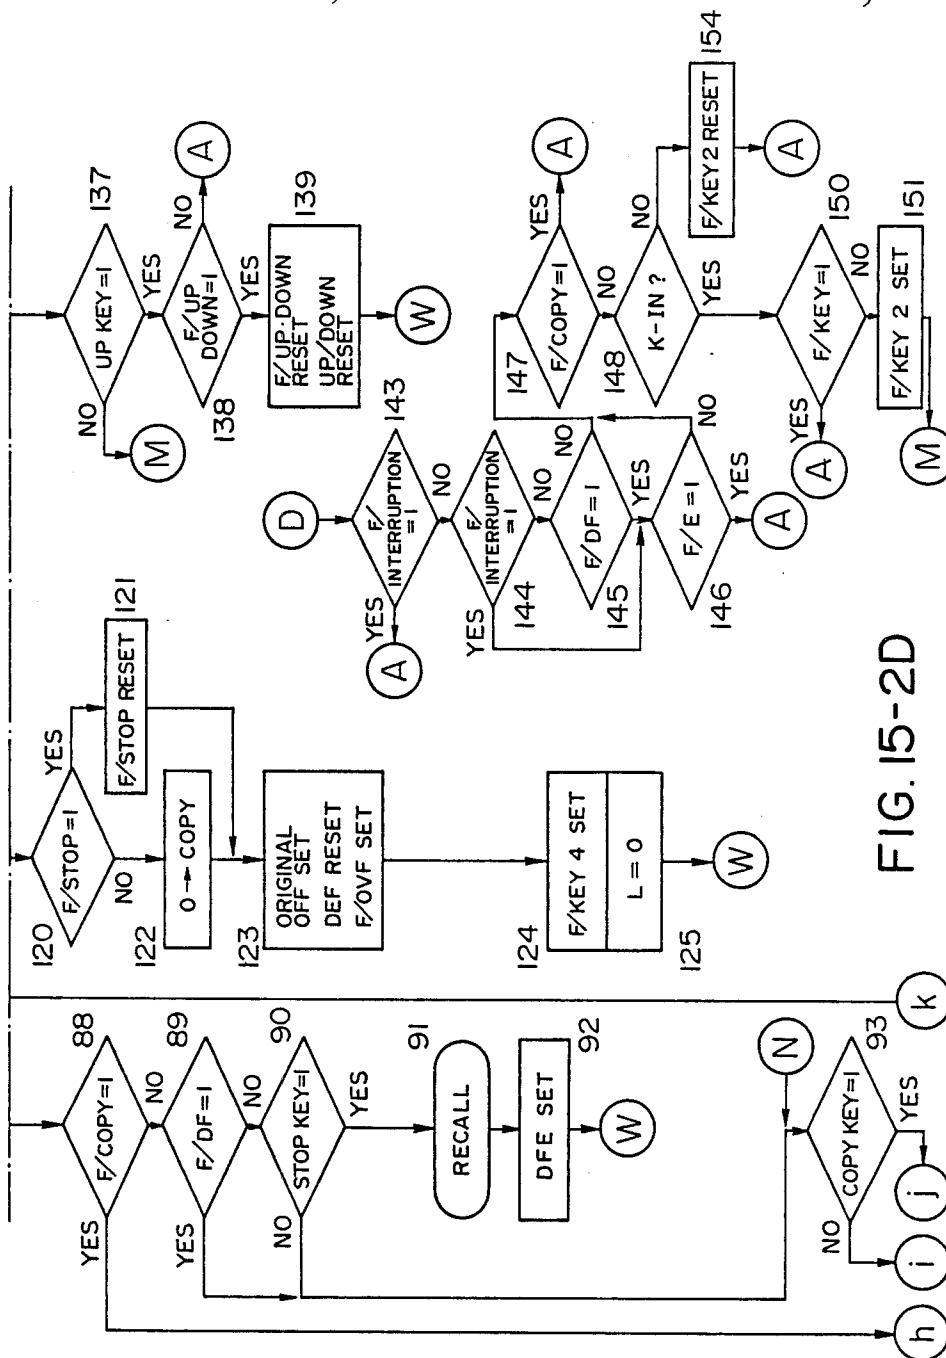 88
F/COPY=1
YES
NO
89
F/DF=1
YES
NO
90
STOP KEY=1
NO
YES
91
RECALL
92
DFE SET
W
N
93
COPY KEY=1
NO
YES
h
i
j
k
120
F/STOP=1
YES
NO
121
F/STOP RESET
122
O→COPY
123
ORIGINAL
OFF SET
DEF RESET
F/OVF SET
124
F/KEY 4 SET
L=O
125
W
137
UP KEY=1
NO
M
YES
138
F/UP
DOWN=1
NO
A
YES
139
F/UP·DOWN
RESET
UP/DOWN
RESET
W
D
143
F/
INTERRUPTION
=1
YES
A
NO
144
F/
INTERRUPTION
=1
YES
NO
145
F/DF=1
NO
YES
146
F/E=1
NO
YES
A
147
F/COPY=1
YES
A
NO
148
K-IN?
NO
YES
154
F/KEY2 RESET
A
150
F/KEY=1
YES
A
NO
151
F/KEY 2 SET
M
FIG. 15-2D